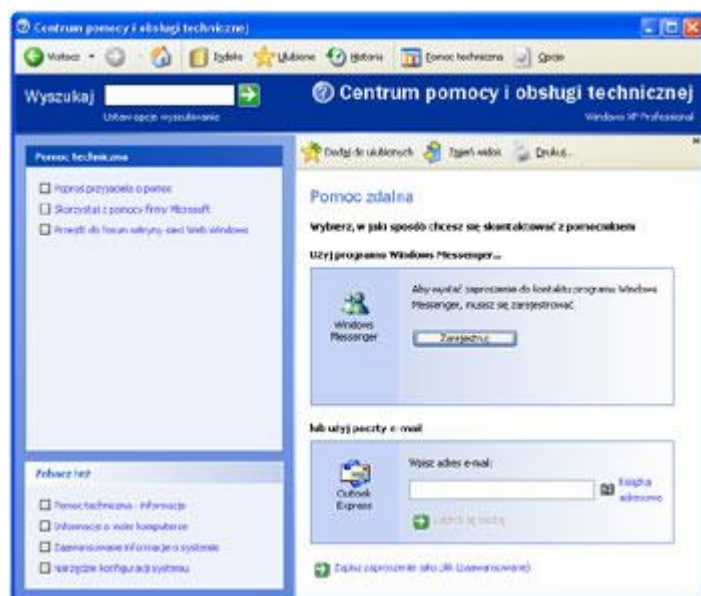 Centrum pomocy i obsługi technicznej
Wstecz
Indeks
Ulubione
Historia
Pomoc techniczna
Opcje
Wyszukaj
Ustaw opcje wyszukiwania
Centrum pomocy i obsługi technicznej
Windows XP Professional
Pomoc techniczna
Poproś przyjaciela o pomoc
Skorzystaj z pomocy firmy Microsoft
Przejdź do forum witryny sieci Web Windows
Zobacz też
Pomoc techniczna - informacje
Informacje o moim komputerze
Zaawansowane informacje o systemie
Narzędzie konfiguracji systemu
Dodaj do ulubionych
Zmień widok
Drukuj...
Pomoc zdalna
Wybierz, w jaki sposób chcesz się skontaktować z pomocnikiem
Użyj programu Windows Messenger...
Windows
Messenger
Aby wysłać zaproszenie do kontaktu programu Windows
Messenger, musisz się zarejestrować
Zarejestruj
lub użyj poczty e-mail
Outlook
Express
Wpisz adres e-mail:
Książka
adresowa
Zapisz zaproszenie jako plik (zaawansowane)